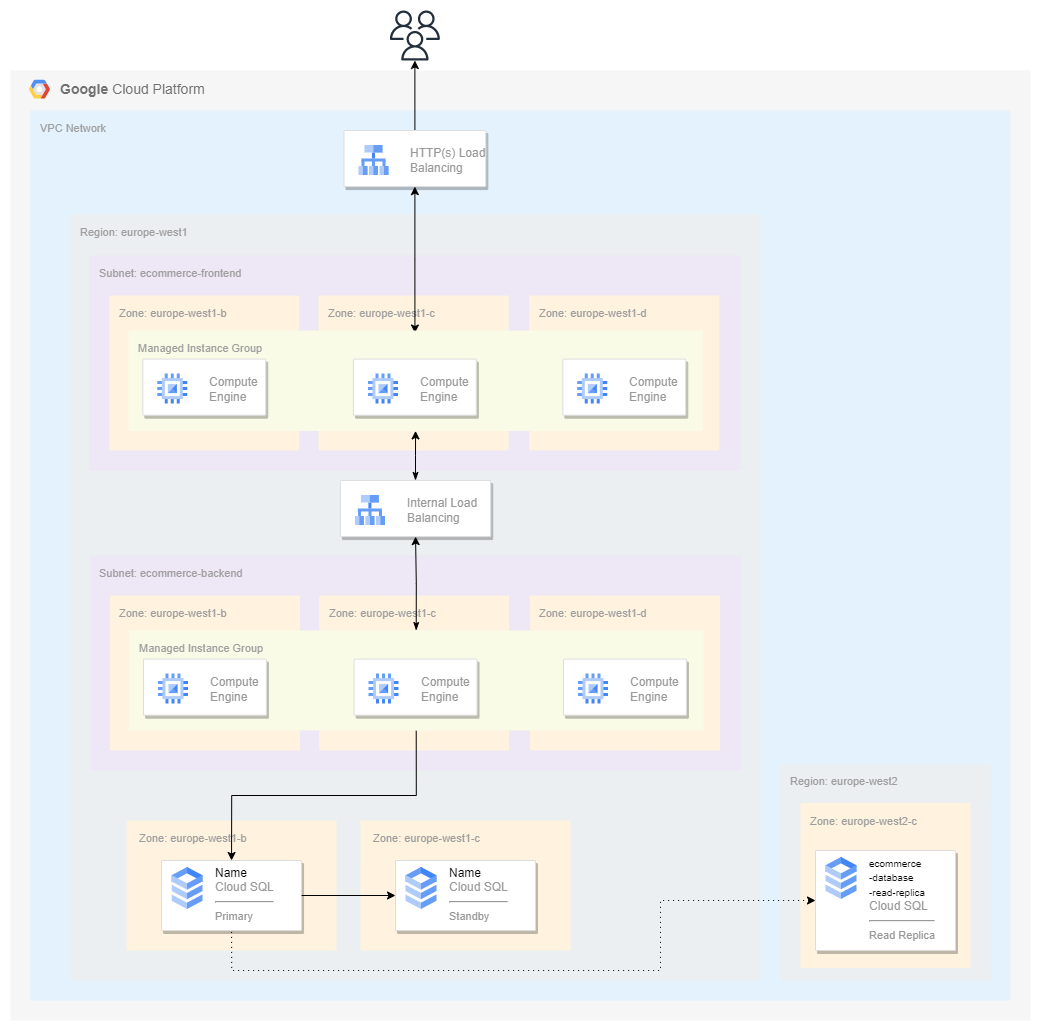 Google Cloud Platform
VPC Network
HTTP(s) Load
Balancing
Region: europe-west1
Subnet: ecommerce-frontend
Zone: europe-west1-b
Zone: europe-west1-c
Zone: europe-west1-d
Managed Instance Group
Compute
Engine
Compute
Engine
Compute
Engine
Internal Load
Balancing
Subnet: ecommerce-backend
Zone: europe-west1-b
Zone: europe-west1-c
Zone: europe-west1-d
Managed Instance Group
Compute
Engine
Compute
Engine
Compute
Engine
Zone: europe-west1-b
Name
Cloud SQL
Primary
Zone: europe-west1-c
Name
Cloud SQL
Standby
Region: europe-west2
Zone: europe-west2-c
ecommerce
-database
-read-replica
Cloud SQL
Read Replica